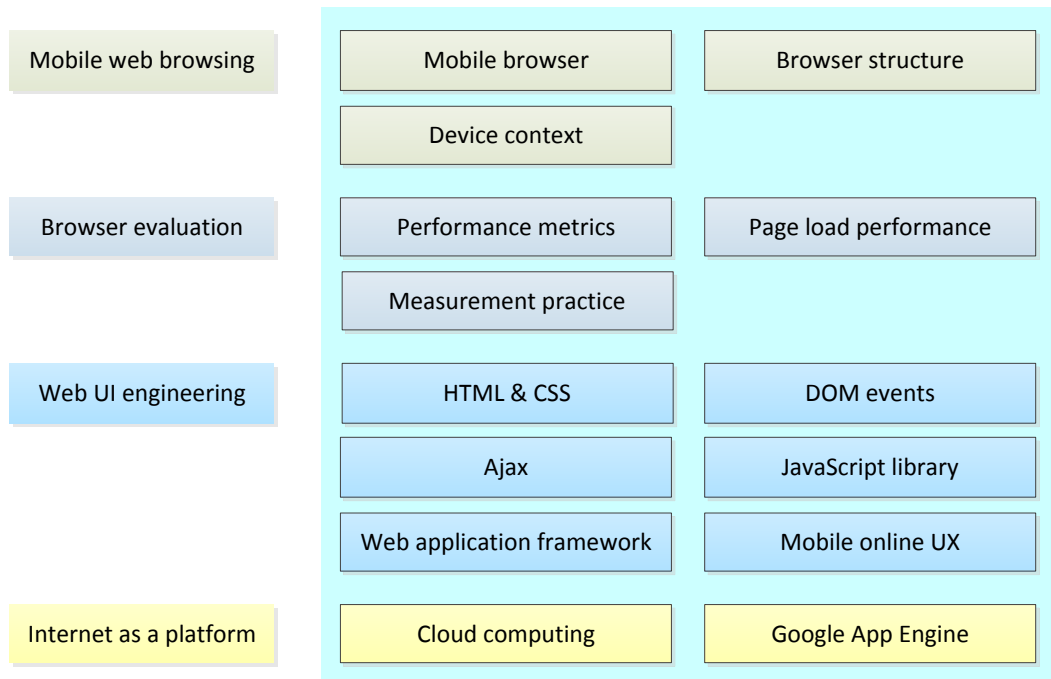 Mobile web browsing
Mobile browser
Browser structure
Device context
Browser evaluation
Performance metrics
Page load performance
Measurement practice
Web UI engineering
HTML & CSS
DOM events
Ajax
JavaScript library
Web application framework
Mobile online UX
Internet as a platform
Cloud computing
Google App Engine